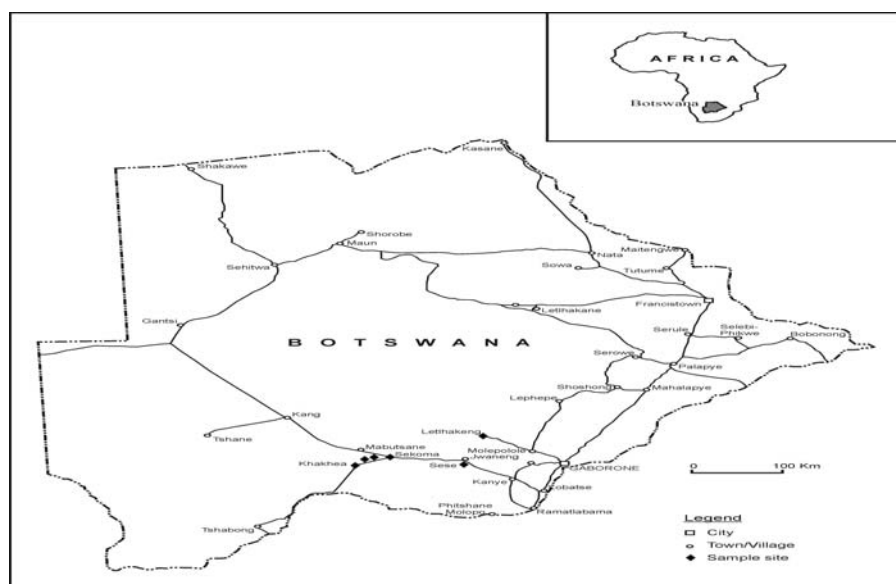 AFRICA
Botswana
Kasane
Shakawe
Shorobe
Maun
Maitengwe
Nata
Sehitwa
Sowa
Tutume
Francistown
Letlhakane
Gantsi
Serule
Selebi-
Phikwe
Bobonong
BOTSWANA
Serowe
Palapye
Shoshong
Mahalapye
Lephepe
Kang
Letlhakeng
Tshane
Mabutsane
Molepolole
Sekoma
Jwaneng
Khakhea
Sese
GABORONE
0 100 Km
Kanye
Lobatse
Phitshane
Molopo
Ramatlabama
Tshabong
Legend
City
Town/Village
Sample site